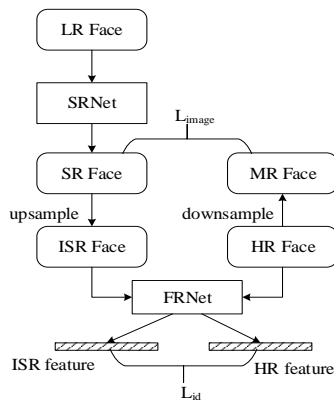 LR Face
SRNet
L_image
SR Face
MR Face
upsample
downsample
ISR Face
HR Face
FRNet
ISR feature
HR feature
L_id